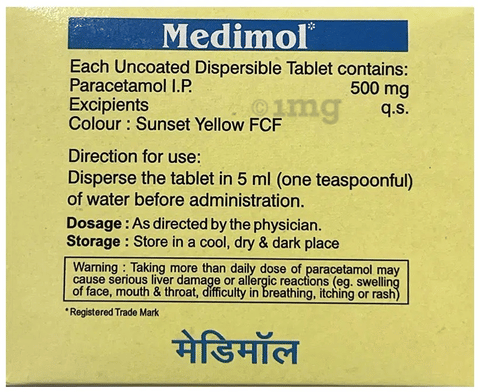 Medimol*
Each Uncoated Dispersible Tablet contains:
Paracetamol I.P. 500 mg
Excipients q.s.
Colour : Sunset Yellow FCF
1mg
Direction for use:
Disperse the tablet in 5 ml (one teaspoonful)
of water before administration.
Dosage : As directed by the physician.
Storage : Store in a cool, dry & dark place
Warning : Taking more than daily dose of paracetamol may
cause serious liver damage or allergic reactions (eg. swelling
of face, mouth & throat, difficulty in breathing, itching or rash)
*Registered Trade Mark
मेडिमॉल